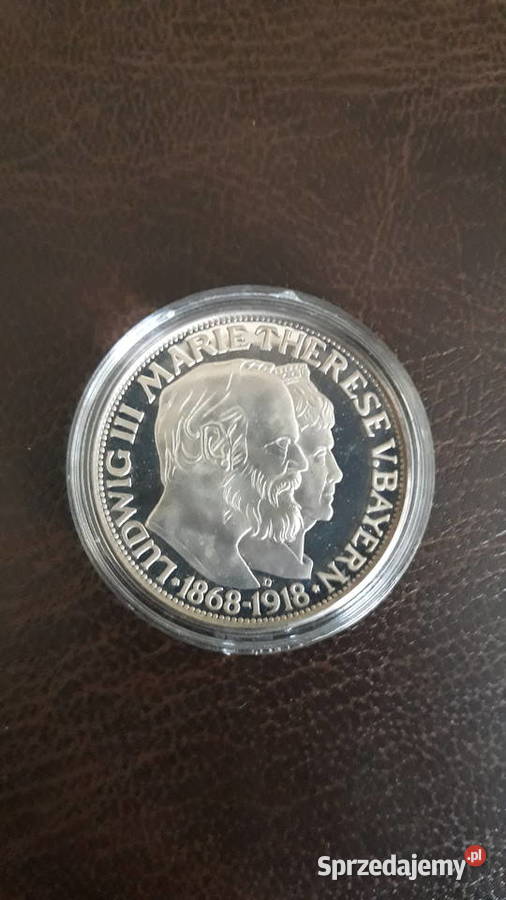 LUDWIG III MARIE THERESE V. BAYERN
· 1868-1918 ·
D
Sprzedajemy.pl